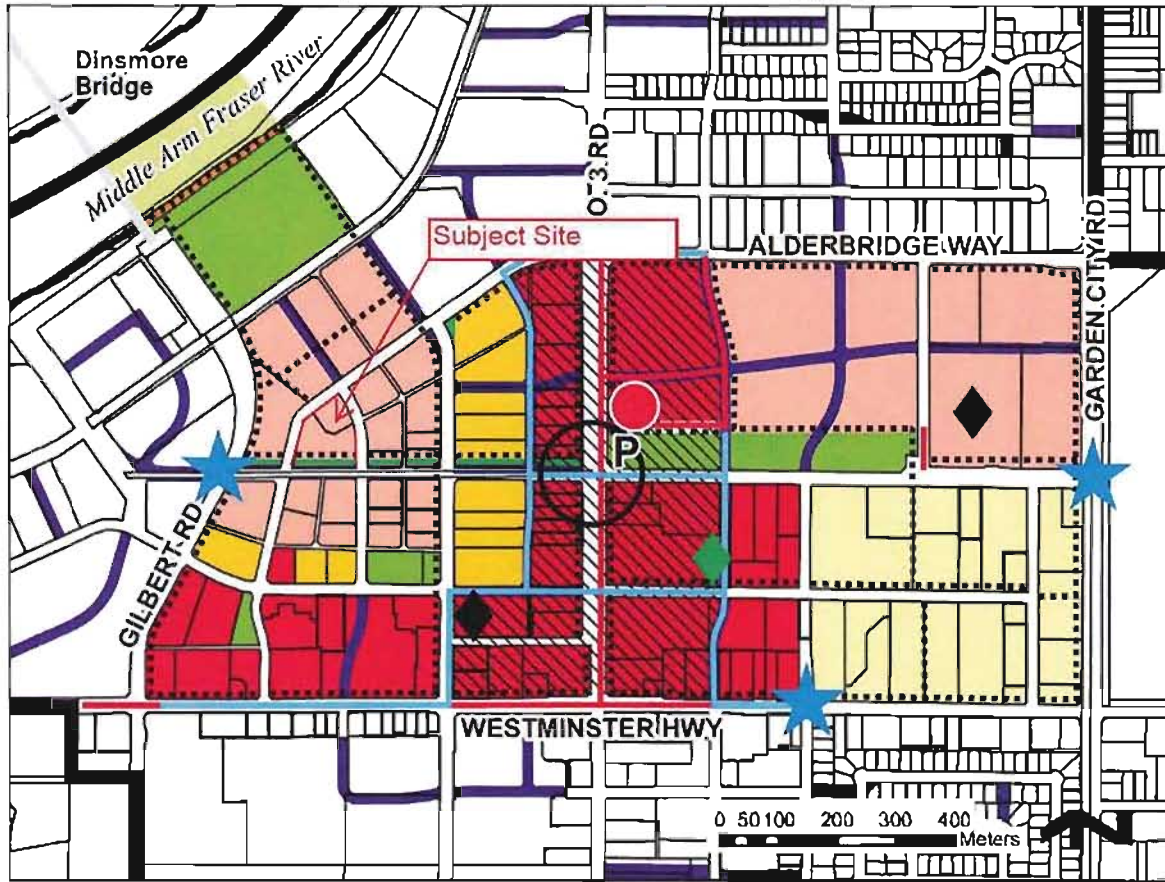 Dinsmore
Bridge
Middle Arm Fraser River
NO. 3 RD
Subject Site
ALDERBRIDGE WAY
GARDEN CITY RD
P
GILBERT RD
WESTMINSTER HWY
0 50 100 200 300 400
Meters